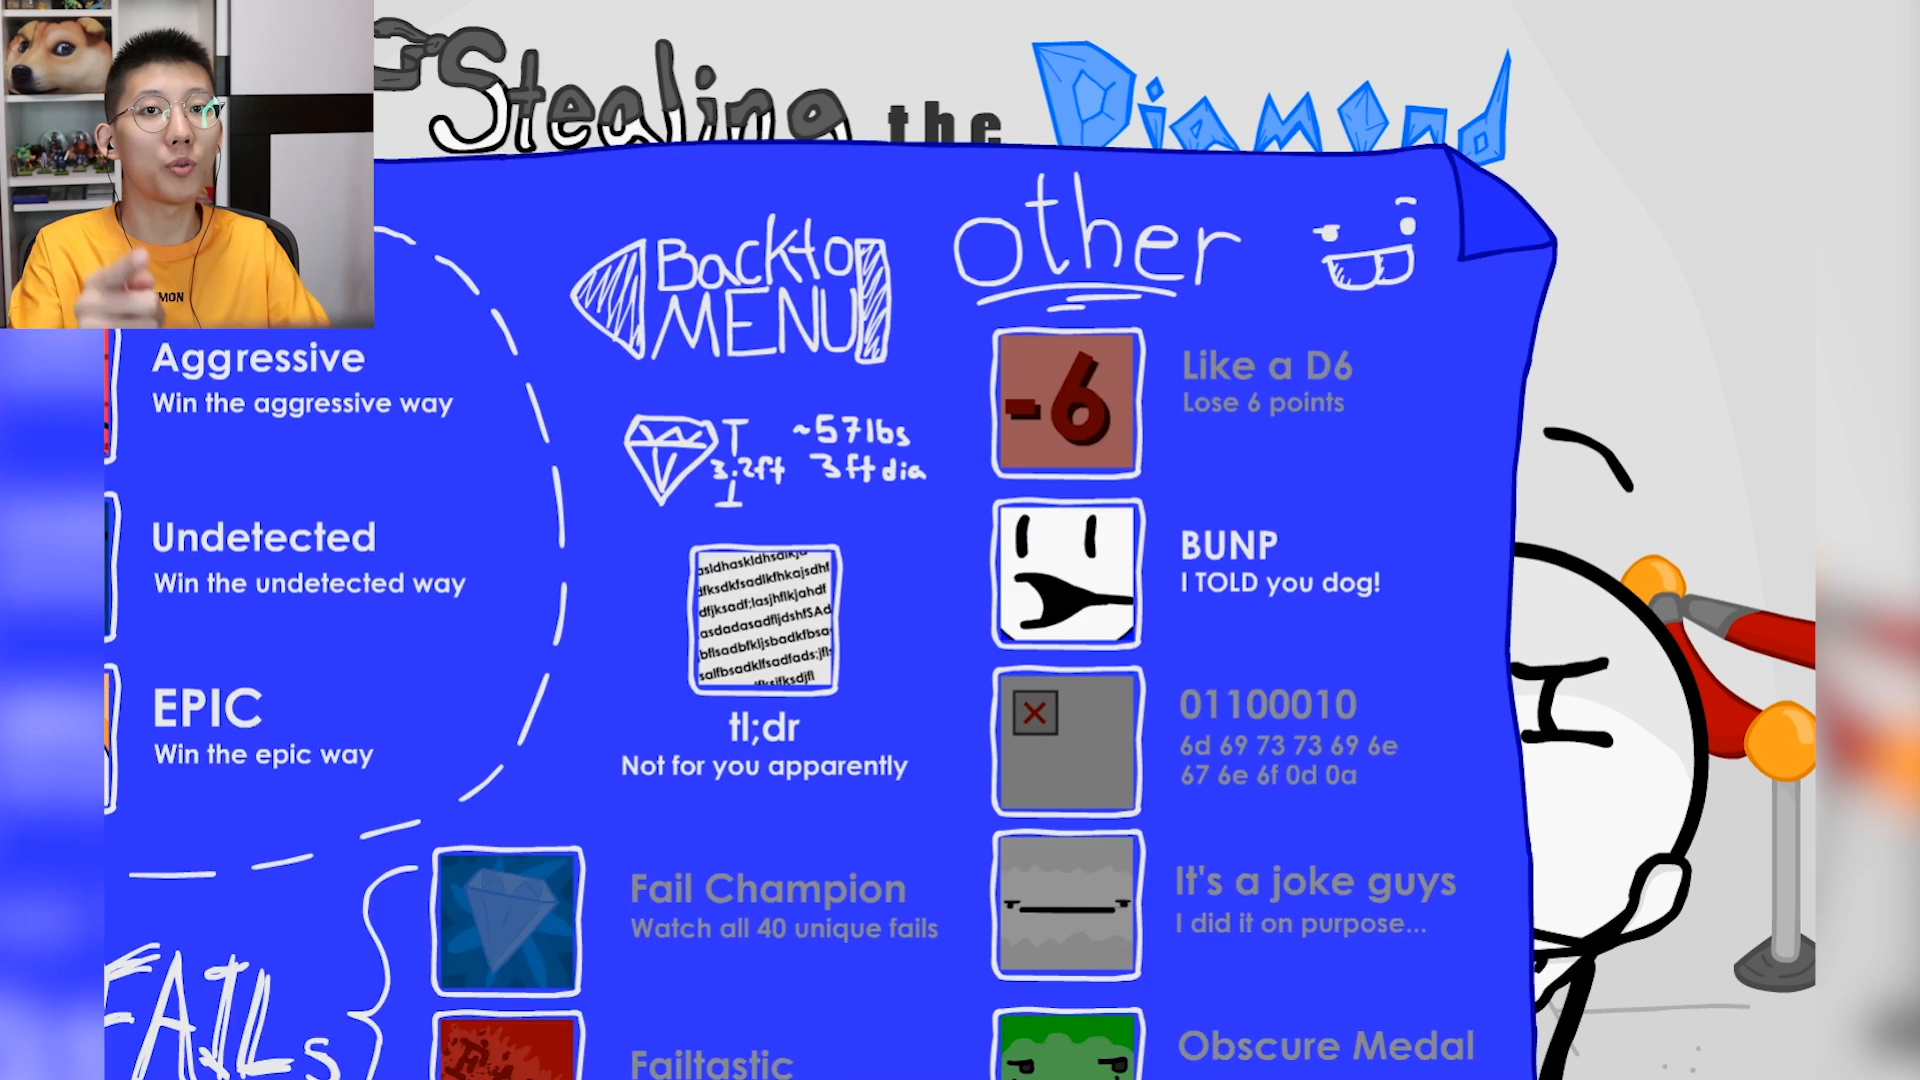 Stealing the Diamond
MON
Back to
MENU
other
Aggressive
Win the aggressive way
Undetected
Win the undetected way
EPIC
Win the epic way
3.2ft
~57lbs
3ft dia
tl;dr
Not for you apparently
-6
Like a D6
Lose 6 points
BUNP
I TOLD you dog!
01100010
6d 69 73 73 69 6e
67 6e 6f 0d 0a
It's a joke guys
I did it on purpose...
Obscure Medal
FAILs
Fail Champion
Watch all 40 unique fails
Failtastic